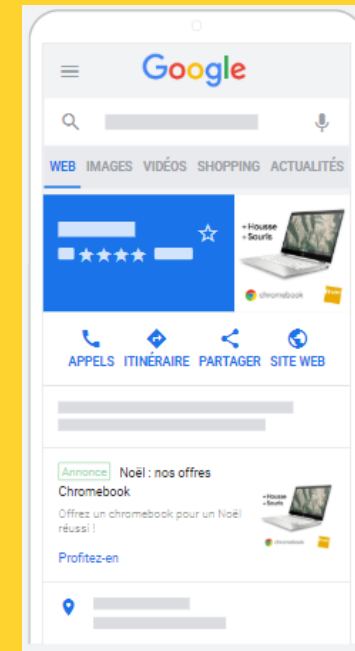 Google
WEB IMAGES VIDÉOS SHOPPING ACTUALITÉS
+ Housse
+ Souris
chromebook
APPELS ITINÉRAIRE PARTAGER SITE WEB
Annonce Noël : nos offres
Chromebook
Offrez un chromebook pour un Noël
réussi !
Profitez-en
+ Housse
+ Souris
chromebook